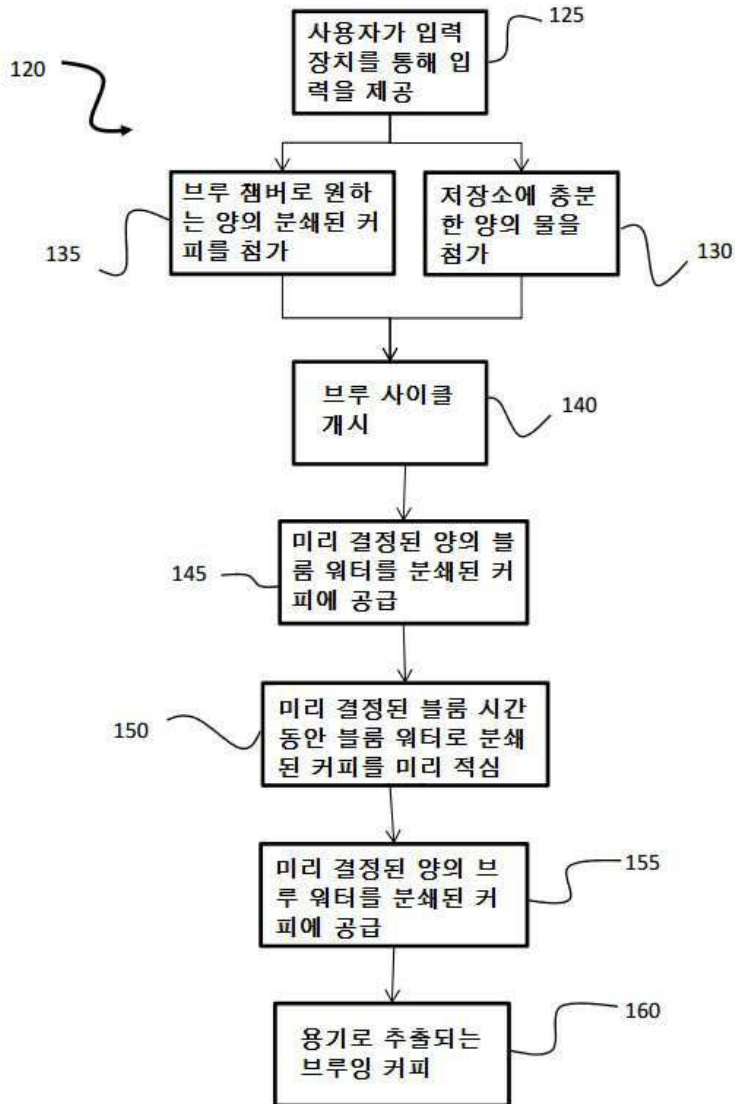 사용자가 입력
장치를 통해 입
력을 제공
125
120
브루 챔버로 원하
는 양의 분쇄된 커
피를 첨가
135
저장소에 충분
한 양의 물을
첨가
130
브루 사이클
개시
140
미리 결정된 양의 블
룸 워터를 분쇄된 커
피에 공급
145
미리 결정된 블룸 시간
동안 블룸 워터로 분쇄
된 커피를 미리 적심
150
미리 결정된 양의 브
루 워터를 분쇄된 커
피에 공급
155
용기로 추출되는
브루잉 커피
160